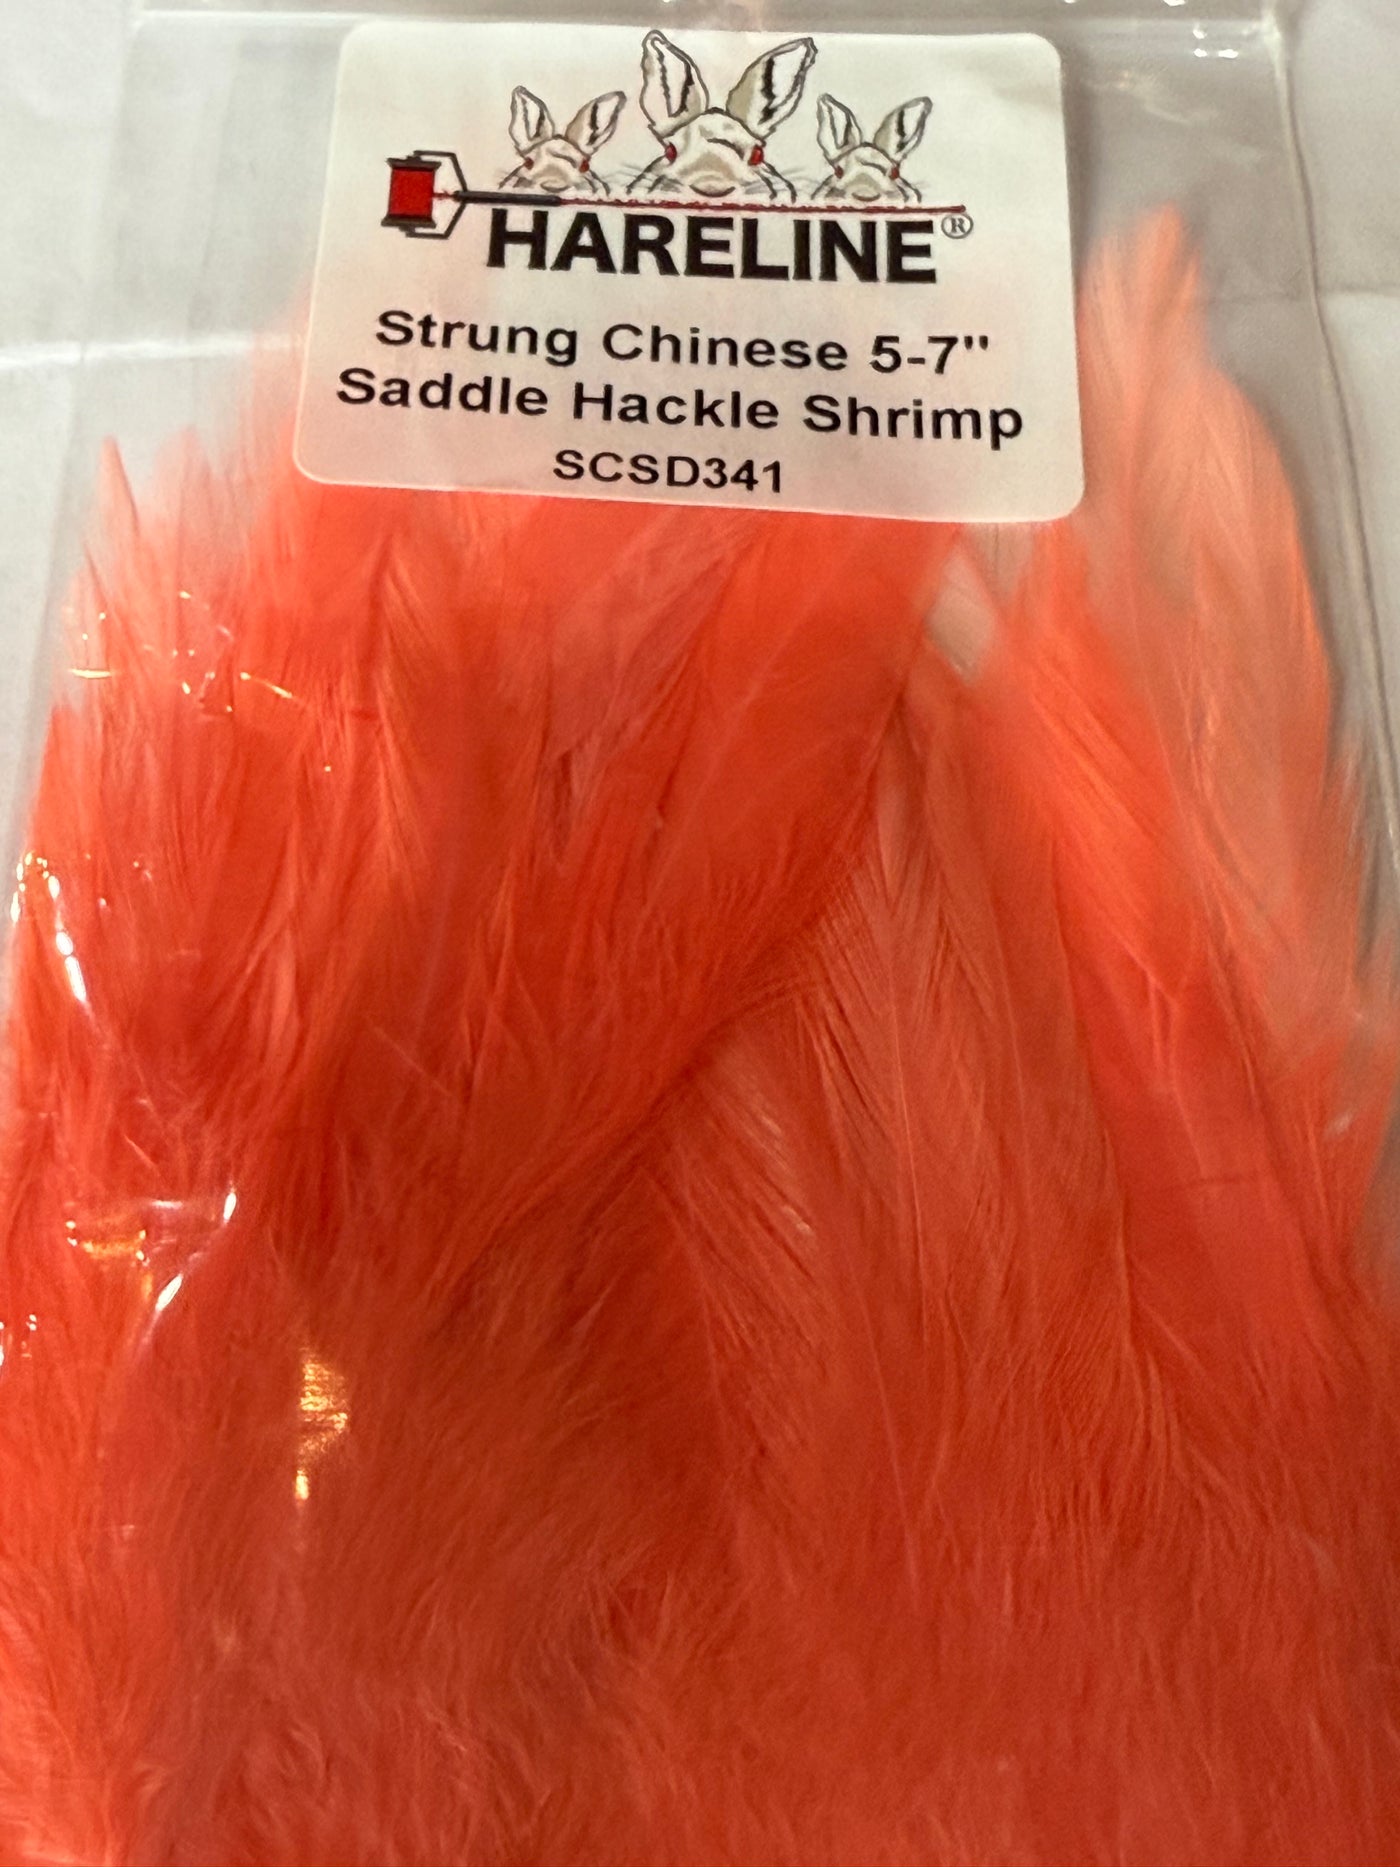 HARELINE®
Strung Chinese 5-7"
Saddle Hackle Shrimp
SCSD341